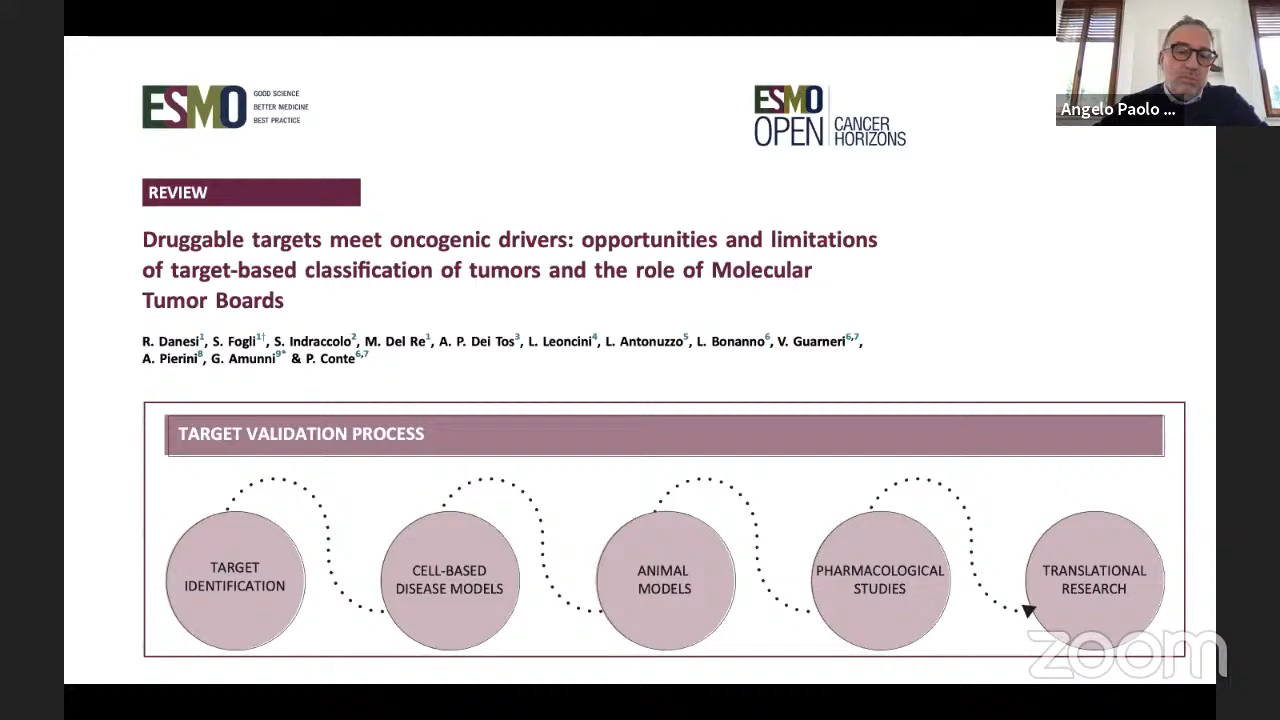 ESMO
GOOD SCIENCE
BETTER MEDICINE
BEST PRACTICE
ESMO
OPEN
CANCER
HORIZONS
Angelo Paolo ...
REVIEW
Druggable targets meet oncogenic drivers: opportunities and limitations
of target-based classification of tumors and the role of Molecular
Tumor Boards
R. Danesi1, S. Fogli1†, S. Indraccolo2, M. Del Re1, A. P. Dei Tos3, L. Leoncini4, L. Antonuzzo5, L. Bonanno6, V. Guarneri6,7,
A. Pierini8, G. Amunni9* & P. Conte6,7
TARGET VALIDATION PROCESS
TARGET
IDENTIFICATION
CELL-BASED
DISEASE MODELS
ANIMAL
MODELS
PHARMACOLOGICAL
STUDIES
TRANSLATIONAL
RESEARCH
zoom